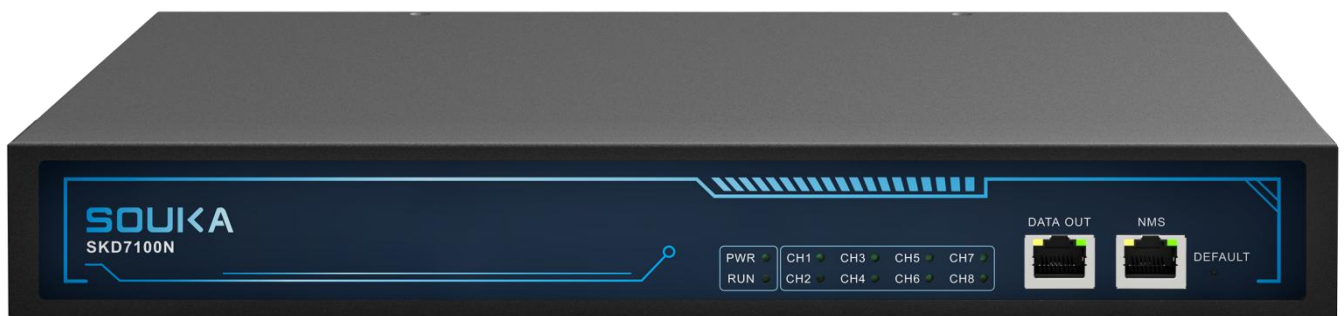 SOUKA
SKD7100N
PWR CH1 CH3 CH5 CH7
RUN CH2 CH4 CH6 CH8
DATA OUT NMS
DEFAULT